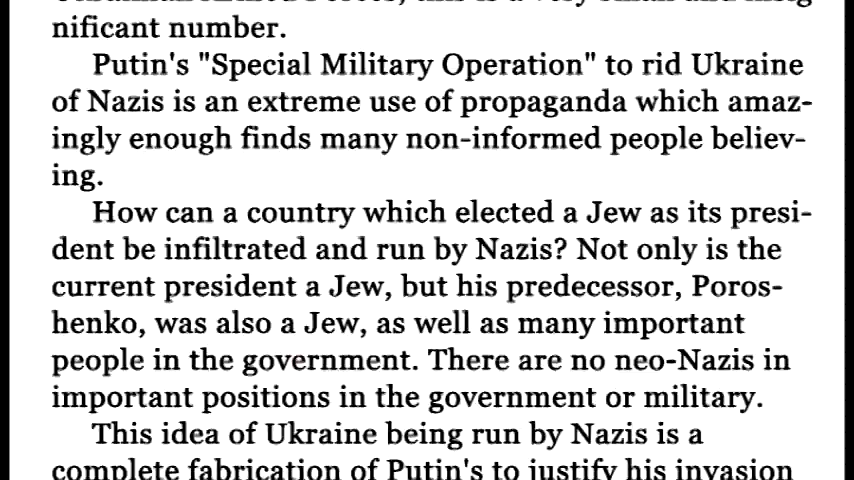 nificant number.
Putin's "Special Military Operation" to rid Ukraine
of Nazis is an extreme use of propaganda which amaz-
ingly enough finds many non-informed people believ-
ing.
How can a country which elected a Jew as its presi-
dent be infiltrated and run by Nazis? Not only is the
current president a Jew, but his predecessor, Poros-
henko, was also a Jew, as well as many important
people in the government. There are no neo-Nazis in
important positions in the government or military.
This idea of Ukraine being run by Nazis is a
complete fabrication of Putin's to justify his invasion